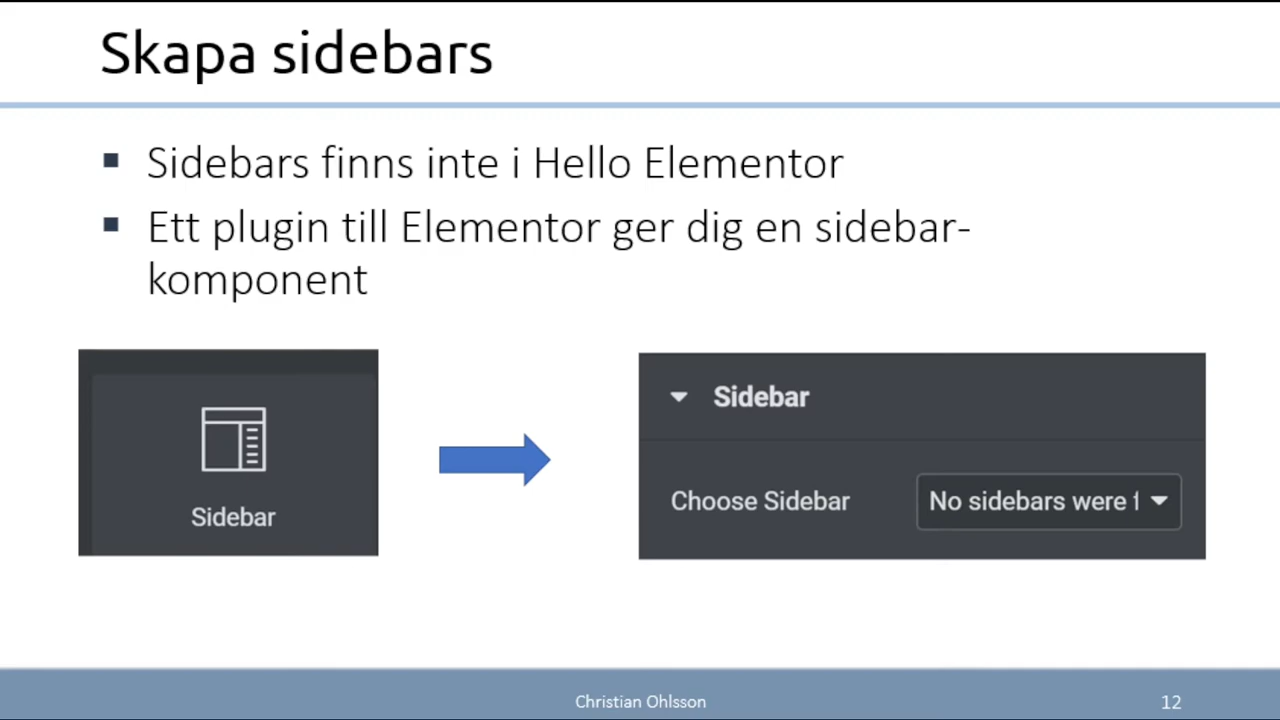 Skapa sidebars
Sidebars finns inte i Hello Elementor
Ett plugin till Elementor ger dig en sidebar-
komponent
Sidebar
Sidebar
Choose Sidebar
No sidebars were f
Christian Ohlsson
12